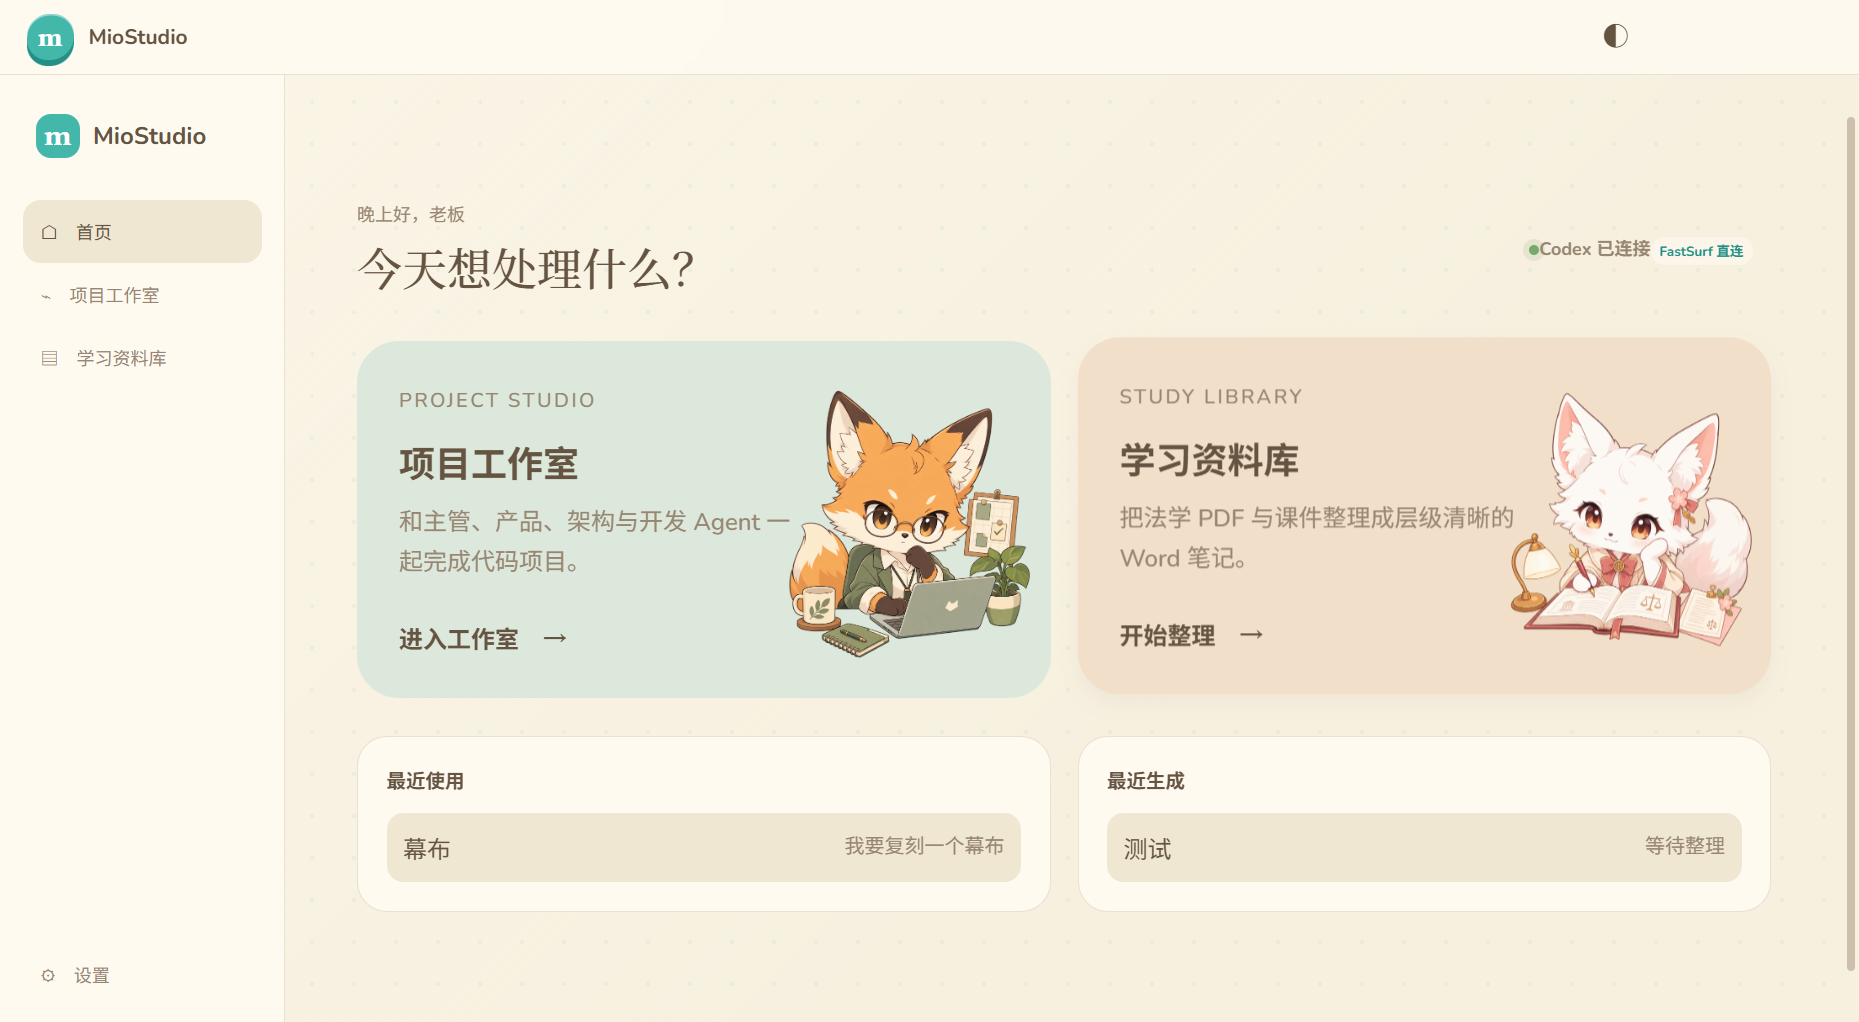 m MioStudio
m MioStudio
首页
项目工作室
学习资料库
设置
晚上好，老板
今天想处理什么？
Codex 已连接 FastSurf 直连
PROJECT STUDIO
项目工作室
和主管、产品、架构与开发 Agent 一
起完成代码项目。
进入工作室 →
STUDY LIBRARY
学习资料库
把法学 PDF 与课件整理成层级清晰的
Word 笔记。
开始整理 →
最近使用
幕布 我要复刻一个幕布
最近生成
测试 等待整理